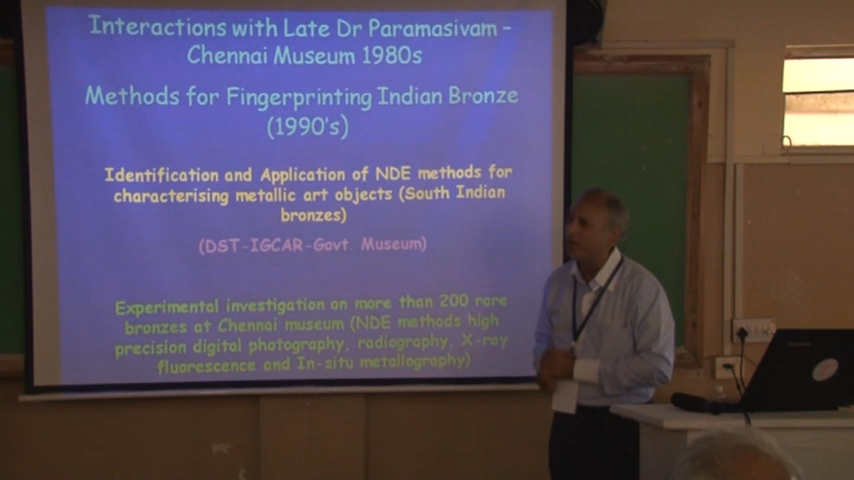 Interactions with Late Dr Paramasivam –
Chennai Museum 1980s
Methods for Fingerprinting Indian Bronze
(1990's)
Identification and Application of NDE methods for
characterising metallic art objects (South Indian
bronzes)
(DST-IGCAR-Govt. Museum)
Experimental investigation on more than 200 rare
bronzes at Chennai museum (NDE methods high
precision digital photography, radiography, X-ray
fluorescence and In-situ metallography)